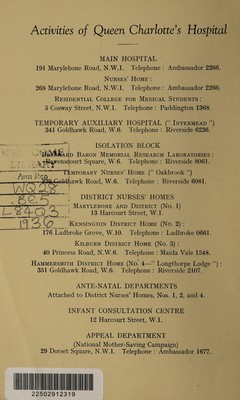 Activities of Queen Charlotte's Hospital
MAIN HOSPITAL
191 Marylebone Road, N.W.1. Telephone : Ambassador 2266.
NURSES' HOME :
268 Marylebone Road, N.W.1. Telephone : Ambassador 2266.
RESIDENTIAL COLLEGE FOR MEDICAL STUDENTS :
5 Cosway Street, N.W.1. Telephone : Paddington 1368.
TEMPORARY AUXILIARY HOSPITAL (" INVERMEAD ")
341 Goldhawk Road, W.6. Telephone : Riverside 6236.
ISOLATION BLOCK
BARON MEMORIAL RESEARCH LABORATORIES :
Square, W.6. Telephone : Riverside 8061.
TEMPORARY NURSES' HOME (" Oakbrook ")
Goldhawk Road, W.6. Telephone : Riverside 6081.
DISTRICT NURSES' HOMES
MARYLEBONE AND DISTRICT (No. 1)
13 Harcourt Street, W.1.
KENSINGTON DISTRICT HOME (No. 2) :
176 Ladbroke Grove, W.10. Telephone : Ladbroke 0661.
KILBURN DISTRICT HOME (No. 3) :
40 Princess Road, N.W.6. Telephone : Maida Vale 1548.
HAMMERSMITH DISTRICT HOME (No. 4—" Longthorpe Lodge ") :
351 Goldhawk Road, W.6. Telephone : Riverside 2107.
ANTE-NATAL DEPARTMENTS
Attached to District Nurses' Homes, Nos. 1, 2, and 4.
INFANT CONSULTATION CENTRE
12 Harcourt Street, W.1.
APPEAL DEPARTMENT
(National Mother-Saving Campaign)
29 Dorset Square, N.W.1. Telephone : Ambassador 1677.
WQ28
B05
L84Q3
1936
22502912319